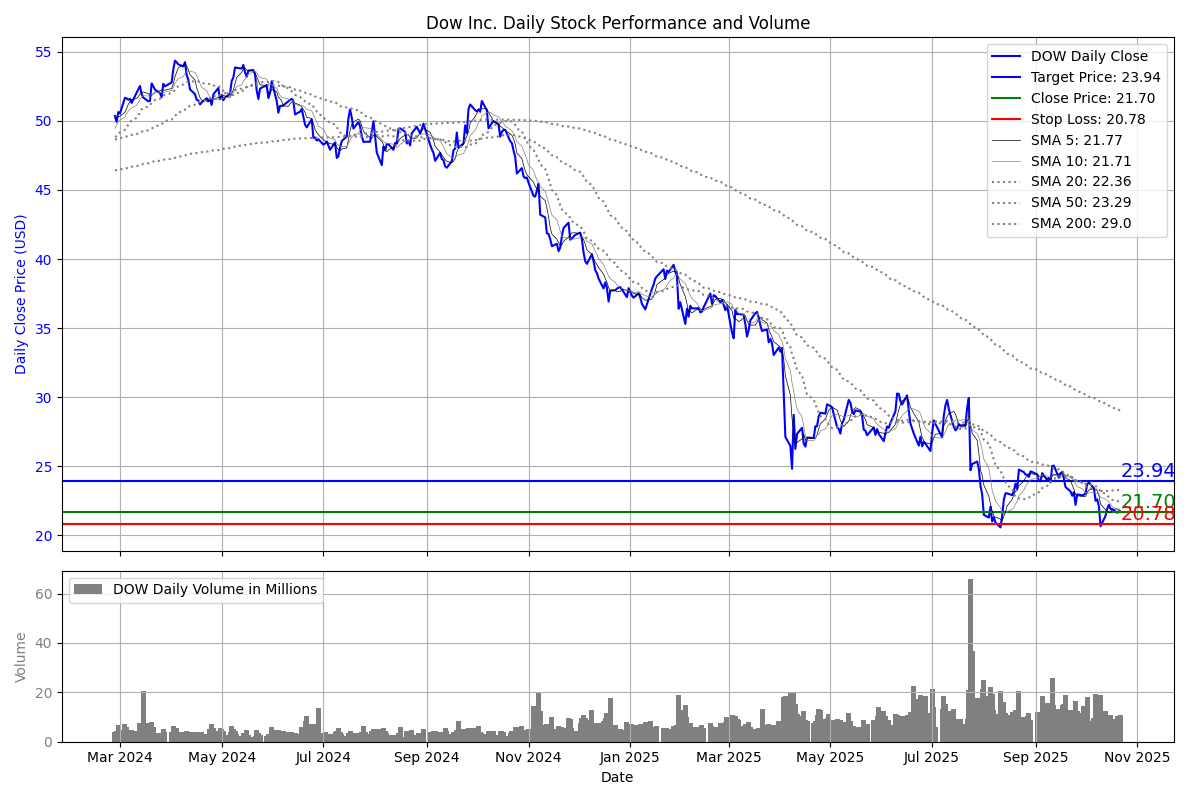 Dow Inc. Daily Stock Performance and Volume
Daily Close Price (USD)
55
50
45
40
35
30
25
20
DOW Daily Close
Target Price: 23.94
Close Price: 21.70
Stop Loss: 20.78
SMA 5: 21.77
SMA 10: 21.71
SMA 20: 22.36
SMA 50: 23.29
SMA 200: 29.0
23.94
21.70
20.78
Volume
60
40
20
0
DOW Daily Volume in Millions
Mar 2024 May 2024 Jul 2024 Sep 2024 Nov 2024 Jan 2025 Mar 2025 May 2025 Jul 2025 Sep 2025 Nov 2025
Date